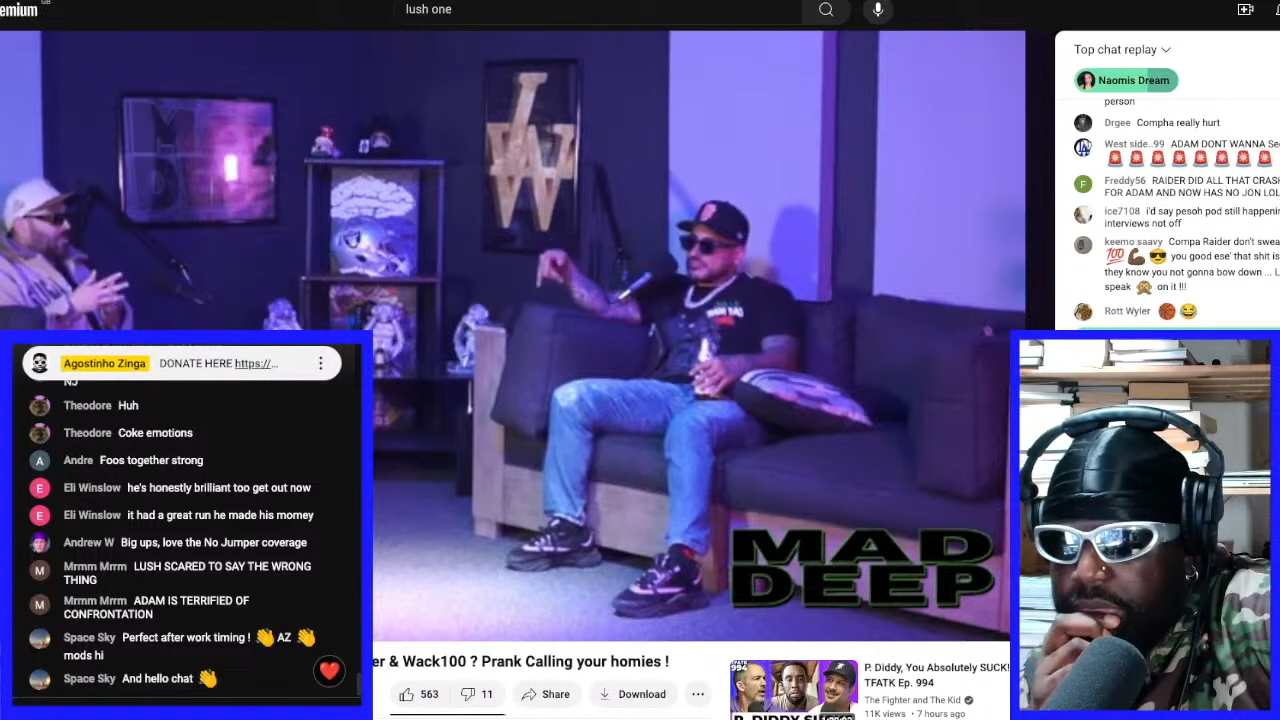 emium
GB
lush one
Top chat replay
Naomis Dream
person
Drgee Compha really hurt
West side..99 ADAM DONT WANNA Se
Freddy56 RAIDER DID ALL THAT CRASH
FOR ADAM AND NOW HAS NO JON LOL
ice7108 i'd say pesoh pod still happenin
interviews not off
keemo saavy Compa Raider don't swea
100 you good ese' that shit is
they know you not gonna bow down ... L
speak on it !!!
Rott Wyler
LA
MAD
DEEP
Agostinho Zinga DONATE HERE https://...
NJ
Theodore Huh
Theodore Coke emotions
A Andre Foos together strong
E Eli Winslow he's honestly brilliant too get out now
E Eli Winslow it had a great run he made his morney
Andrew W Big ups, love the No Jumper coverage
M Mrmm Mrrm LUSH SCARED TO SAY THE WRONG
THING
M Mrmm Mrrm ADAM IS TERRIFIED OF
CONFRONTATION
Space Sky Perfect after work timing ! AZ
mods hi
Space Sky And hello chat
er & Wack100 ? Prank Calling your homies !
563 11 Share Download
P. Diddy, You Absolutely SUCK!
TFATK Ep. 994
The Fighter and The Kid
11K views • 7 hours ago